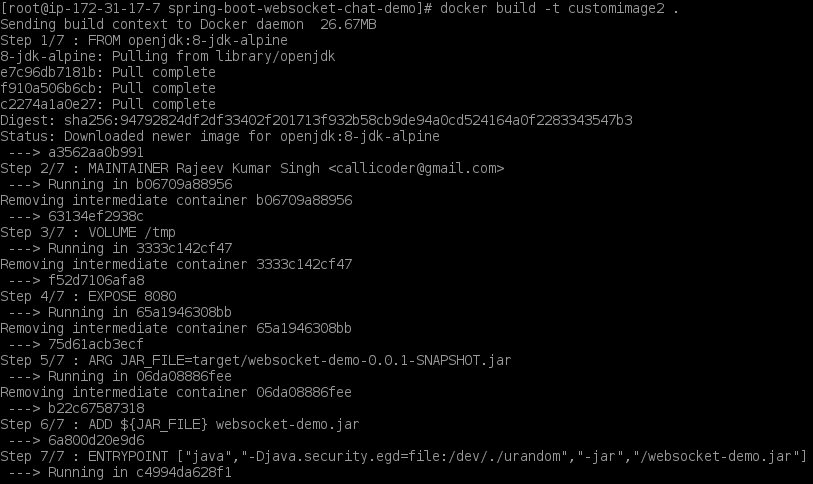 [root@ip-172-31-17-7 spring-boot-websocket-chat-demo]# docker build -t customimage2 .
Sending build context to Docker daemon  26.67MB
Step 1/7 : FROM openjdk:8-jdk-alpine
8-jdk-alpine: Pulling from library/openjdk
e7c96db7181b: Pull complete
f910a506b6cb: Pull complete
c2274a1a0e27: Pull complete
Digest: sha256:94792824df2df33402f201713f932b58cb9de94a0cd524164a0f2283343547b3
Status: Downloaded newer image for openjdk:8-jdk-alpine
 ---> a3562aa0b991
Step 2/7 : MAINTAINER Rajeev Kumar Singh <callicoder@gmail.com>
 ---> Running in b06709a88956
Removing intermediate container b06709a88956
 ---> 63134ef2938c
Step 3/7 : VOLUME /tmp
 ---> Running in 3333c142cf47
Removing intermediate container 3333c142cf47
 ---> f52d7106afa8
Step 4/7 : EXPOSE 8080
 ---> Running in 65a1946308bb
Removing intermediate container 65a1946308bb
 ---> 75d61acb3ecf
Step 5/7 : ARG JAR_FILE=target/websocket-demo-0.0.1-SNAPSHOT.jar
 ---> Running in 06da08886fee
Removing intermediate container 06da08886fee
 ---> b22c67587318
Step 6/7 : ADD ${JAR_FILE} websocket-demo.jar
 ---> 6a800d20e9d6
Step 7/7 : ENTRYPOINT ["java","-Djava.security.egd=file:/dev/./urandom","-jar","/websocket-demo.jar"]
 ---> Running in c4994da628f1